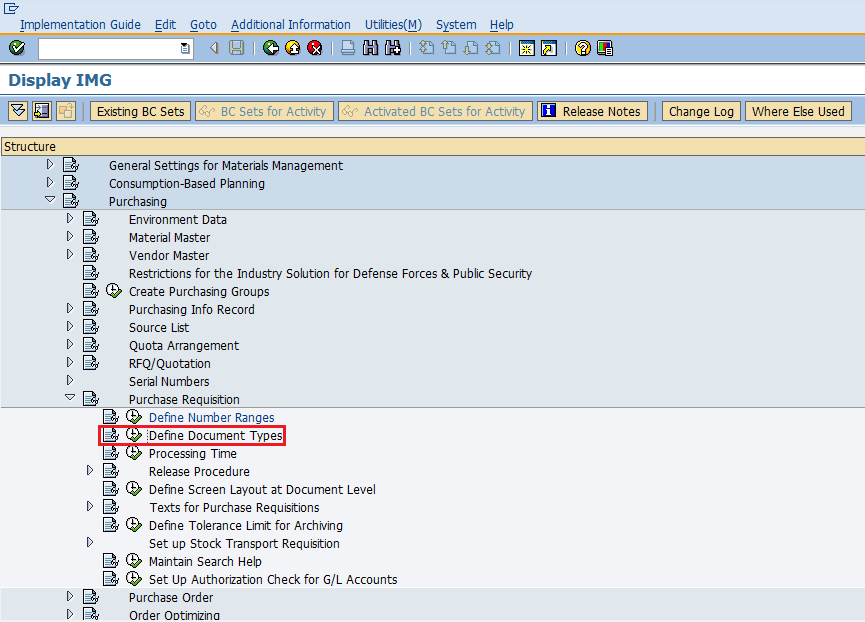 Implementation Guide Edit Goto Additional Information Utilities(M) System Help
Display IMG
Existing BC Sets BC Sets for Activity Activated BC Sets for Activity Release Notes Change Log Where Else Used
Structure
General Settings for Materials Management
Consumption-Based Planning
Purchasing
Environment Data
Material Master
Vendor Master
Restrictions for the Industry Solution for Defense Forces & Public Security
Create Purchasing Groups
Purchasing Info Record
Source List
Quota Arrangement
RFQ/Quotation
Serial Numbers
Purchase Requisition
Define Number Ranges
Define Document Types
Processing Time
Release Procedure
Define Screen Layout at Document Level
Texts for Purchase Requisitions
Define Tolerance Limit for Archiving
Set up Stock Transport Requisition
Maintain Search Help
Set Up Authorization Check for G/L Accounts
Purchase Order
Order Optimizing